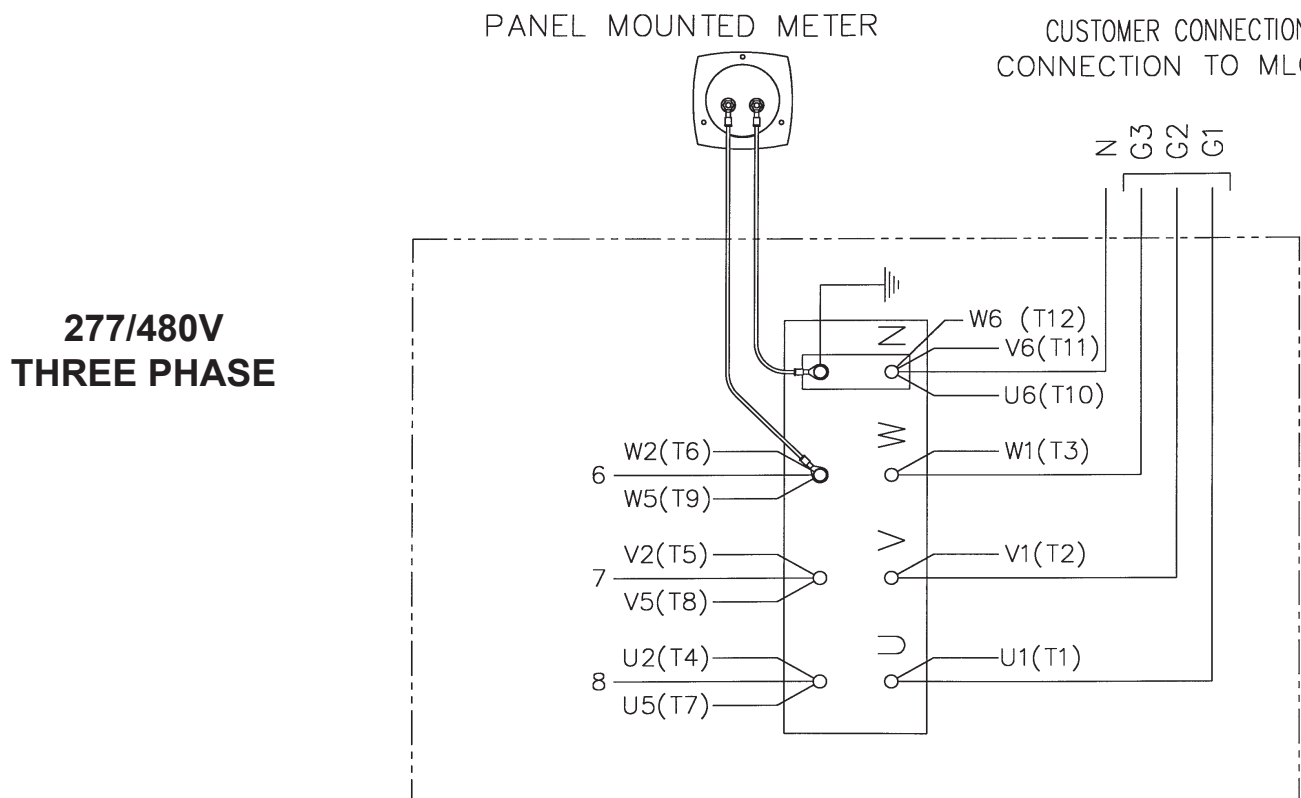 PANEL MOUNTED METER
CUSTOMER CONNECTION
CONNECTION TO
N
G3
G2
G1
277/480V
THREE PHASE
N
W6 (T12)
V6(T11)
U6(T10)
W
W2(T6)
6
W5(T9)
W1(T3)
V
V2(T5)
7
V5(T8)
V1(T2)
U
U2(T4)
8
U5(T7)
U1(T1)